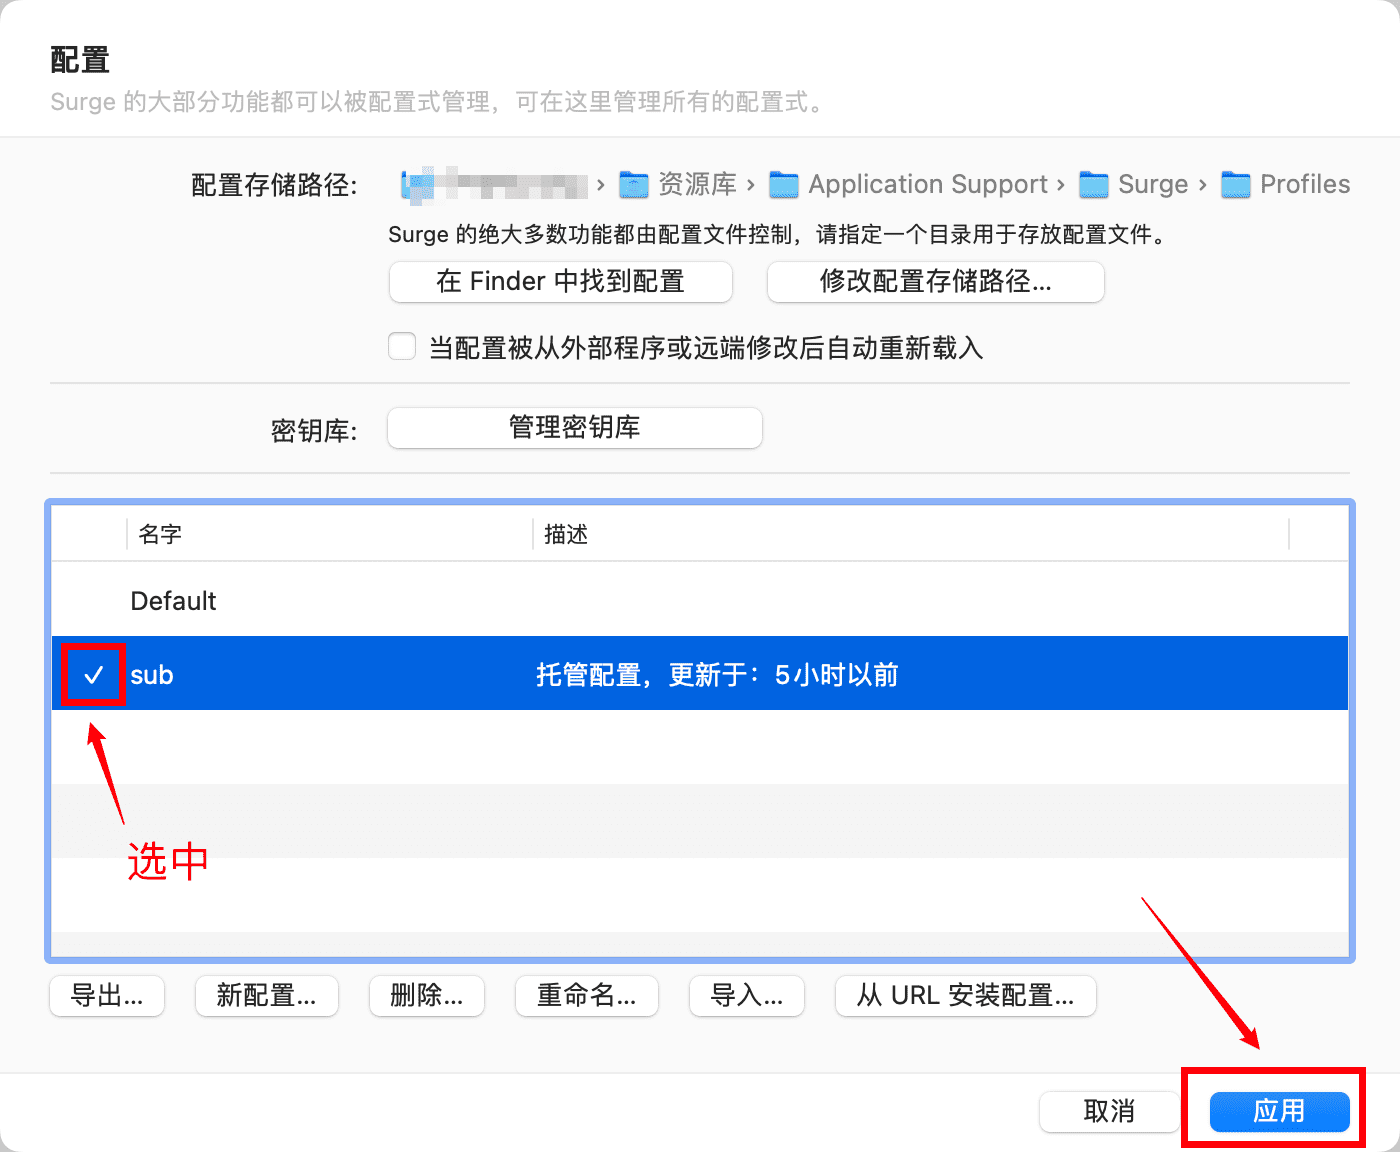 配置
Surge 的大部分功能都可以被配置式管理，可在这里管理所有的配置式。
配置存储路径: › 资源库 › Application Support › Surge › Profiles
Surge 的绝大多数功能都由配置文件控制，请指定一个目录用于存放配置文件。
在 Finder 中找到配置 修改配置存储路径...
当配置被从外部程序或远端修改后自动重新载入
密钥库: 管理密钥库
名字 描述
Default
✓ sub 托管配置，更新于：5 小时以前
选中
导出... 新配置... 删除... 重命名... 导入... 从 URL 安装配置...
取消 应用